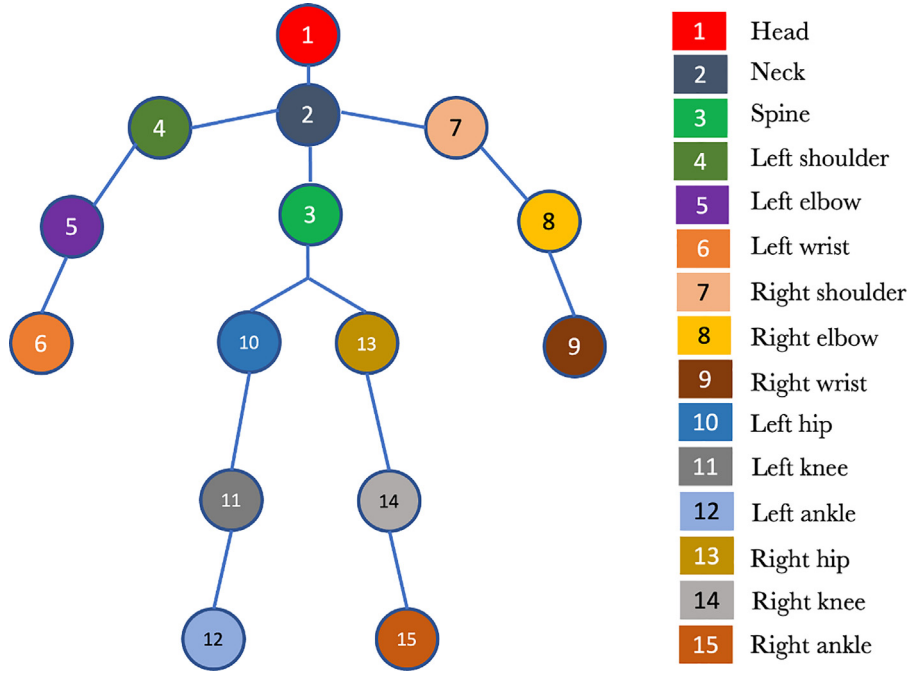 1
2
4
7
3
5
8
6
10
13
9
11
14
12
15
1 Head
2 Neck
3 Spine
4 Left shoulder
5 Left elbow
6 Left wrist
7 Right shoulder
8 Right elbow
9 Right wrist
10 Left hip
11 Left knee
12 Left ankle
13 Right hip
14 Right knee
15 Right ankle